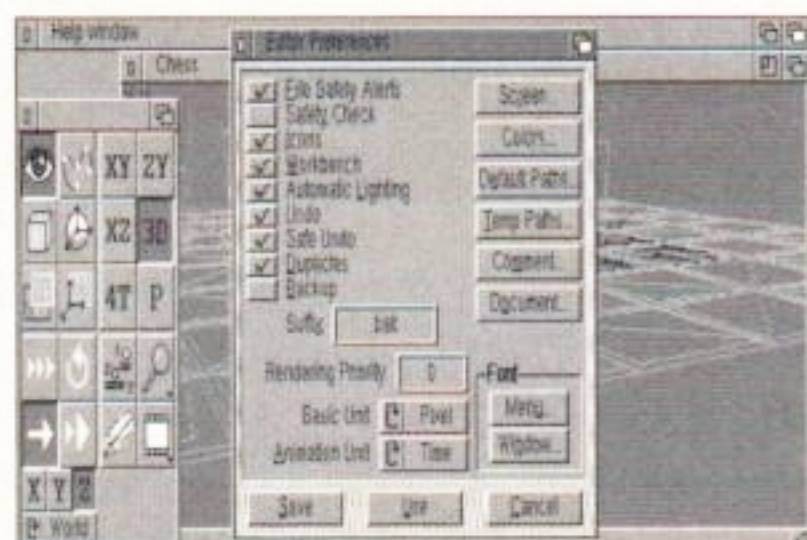 Help window
Editor Preferences
Chess
File Safety Alerts
Safety Check
Icons
Workbench
Automatic Lighting
Undo
Safe Undo
Duplicates
Backup
Suffix bak
Rendering Priority 0
Basic Unit Pixel
Animation Unit Time
Screen...
Colors...
Default Paths...
Temp Paths...
Comment...
Document...
Font
Menu...
Window...
Save Use Cancel
XY ZY
XZ 3D
4T P
X Y Z
World